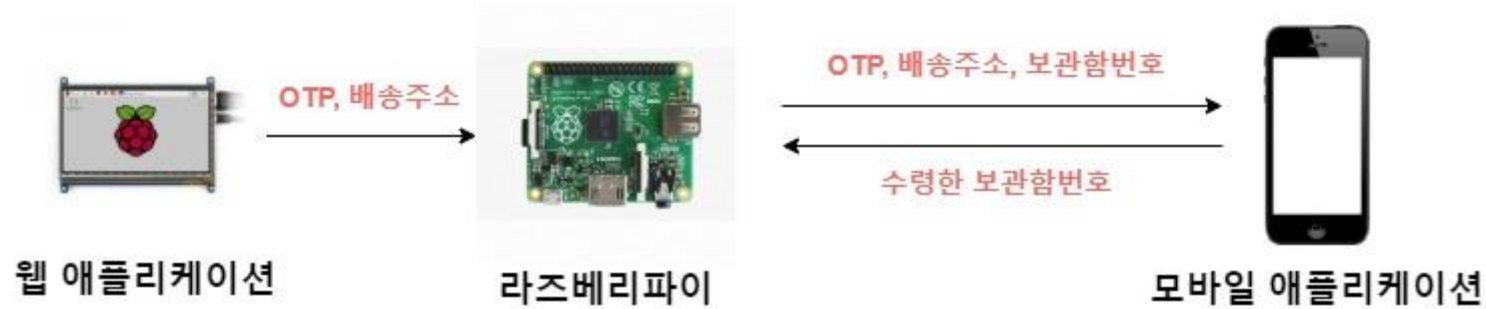 OTP, 배송주소
OTP, 배송주소, 보관함번호
수령한 보관함번호
웹 애플리케이션
라즈베리파이
모바일 애플리케이션